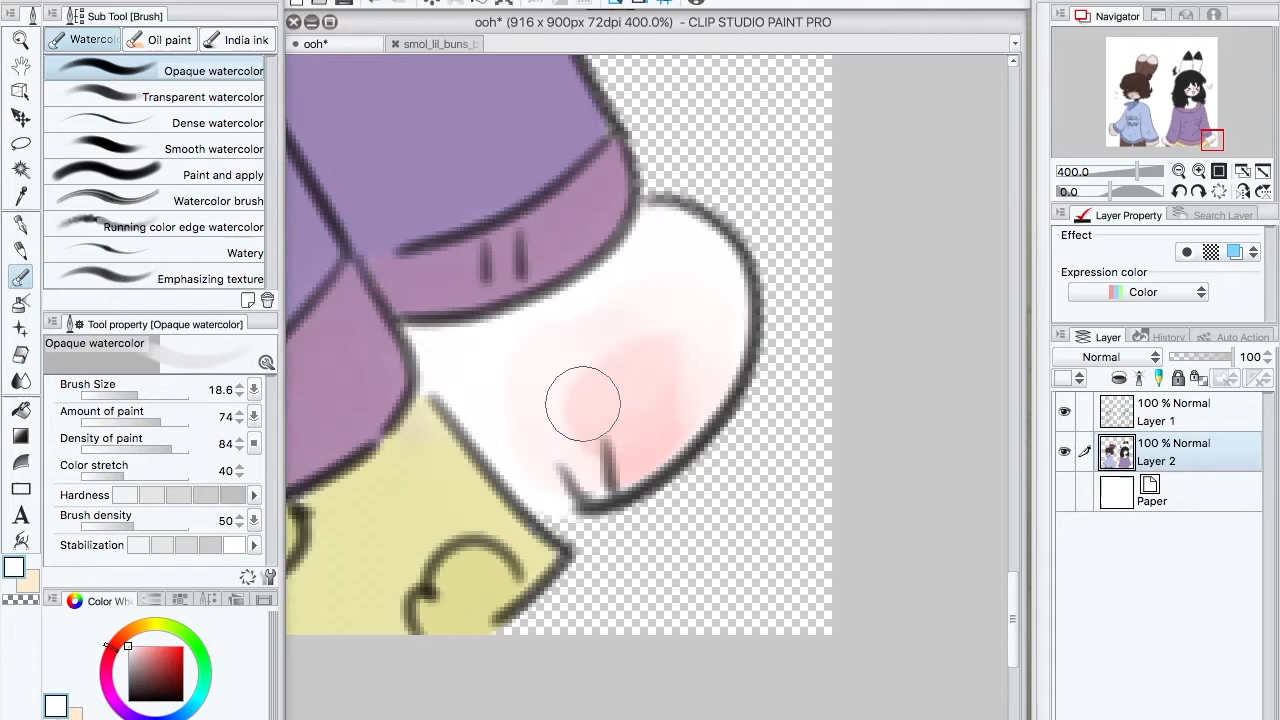 Sub Tool [Brush]
Waterco
Oil paint
India ink
Opaque watercolor
Transparent watercolor
Dense watercolor
Smooth watercolor
Paint and apply
Watercolor brush
Running color edge watercolor
Watery
Emphasizing texture
Tool property [Opaque watercolor]
Opaque watercolor
Brush Size
18.6
Amount of paint
74
Density of paint
84
Color stretch
40
Hardness
Brush density
50
Stabilization
Color Whe
A
ooh* (916 x 900px 72dpi 400.0%) - CLIP STUDIO PAINT PRO
ooh*
smol_lil_buns_b
Navigator
400.0
0.0
Layer Property
Search Layer
Effect
Expression color
Color
Layer
History
Auto Action
Normal
100
100 % Normal
Layer 1
100 % Normal
Layer 2
Paper